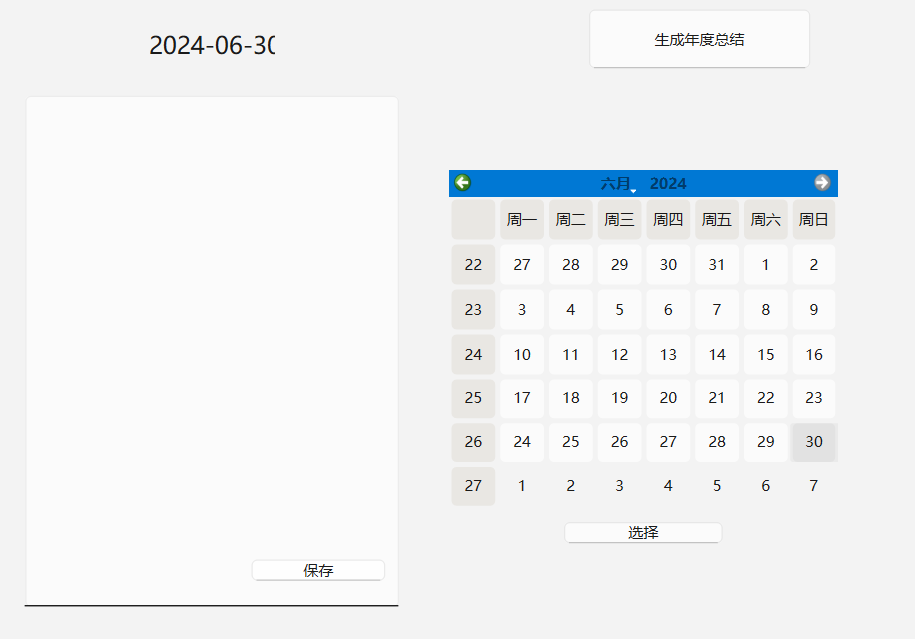 2024-06-30
生成年度总结
六月 2024
周一 周二 周三 周四 周五 周六 周日
22 27 28 29 30 31 1 2
23 3 4 5 6 7 8 9
24 10 11 12 13 14 15 16
25 17 18 19 20 21 22 23
26 24 25 26 27 28 29 30
27 1 2 3 4 5 6 7
选择
保存